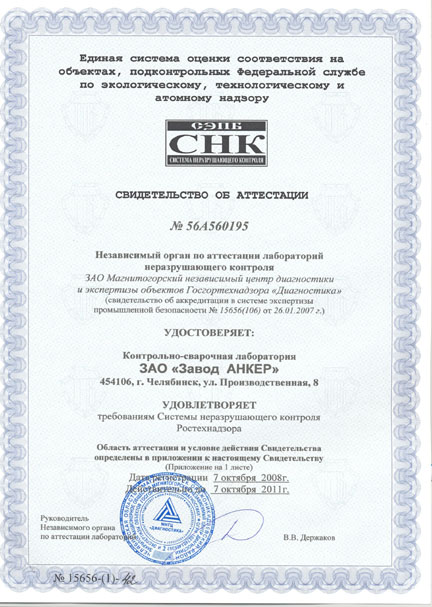 Единая система оценки соответствия на
объектах, подконтрольных Федеральной службе
по экологическому, технологическому и
атомному надзору
СЭПБ
СНК
СИСТЕМА НЕРАЗРУШАЮЩЕГО КОНТРОЛЯ
СВИДЕТЕЛЬСТВО ОБ АТТЕСТАЦИИ
№ 56А560195
Независимый орган по аттестации лабораторий
неразрушающего контроля
ЗАО Магнитогорский независимый центр диагностики
и экспертизы объектов Госгортехнадзора «Диагностика»
(свидетельство об аккредитации в системе экспертизы
промышленной безопасности № 15656(106) от 26.01.2007 г.)
УДОСТОВЕРЯЕТ:
Контрольно-сварочная лаборатория
ЗАО «Завод АНКЕР»
454106, г. Челябинск, ул. Производственная, 8
УДОВЛЕТВОРЯЕТ
требованиям Системы неразрушающего контроля
Ростехнадзора
Область аттестации и условие действия Свидетельства
определены в приложении к настоящему Свидетельству
(Приложение на 1 листе)
Дата регистрации 7 октября 2008г.
Действительно до 7 октября 2011г.
Руководитель
Независимого органа
по аттестации лабораторий
В.В. Державов
«ДИАГНОСТИКА»
№ 15656-(1)-